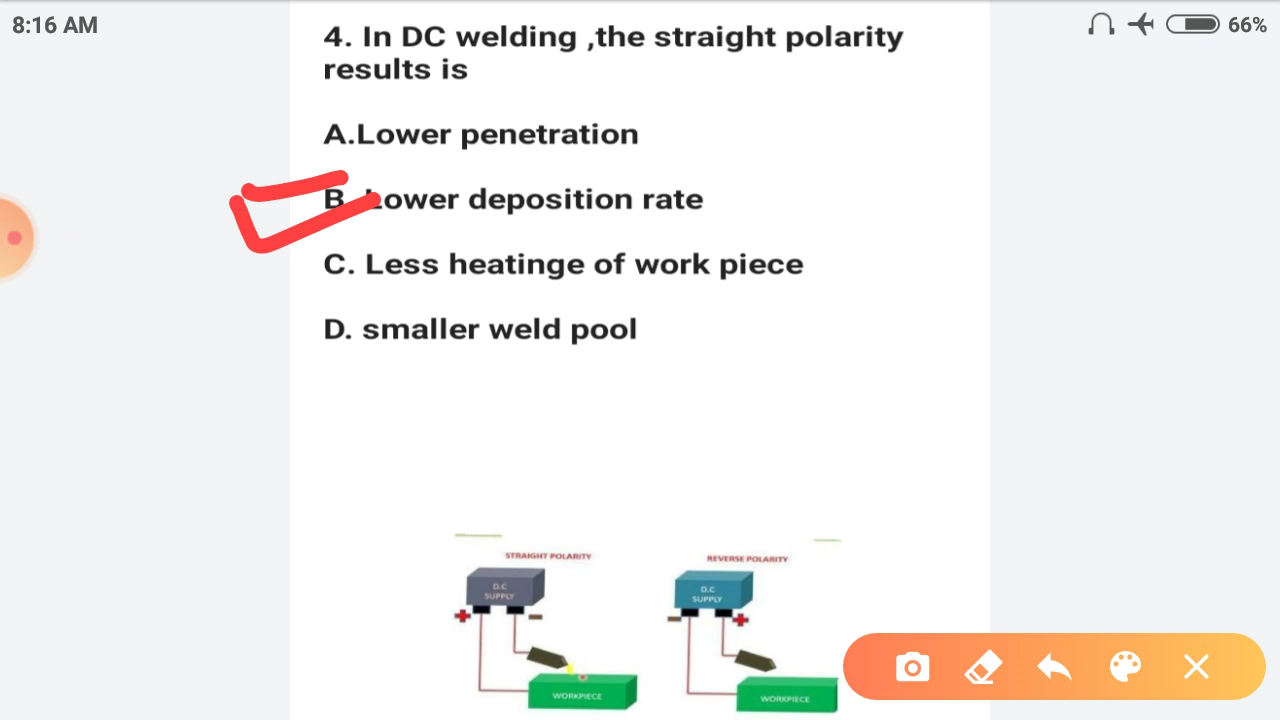 8:16 AM
66%
4. In DC welding ,the straight polarity
results is
A.Lower penetration
B. Lower deposition rate
C. Less heatinge of work piece
D. smaller weld pool
STRAIGHT POLARITY
REVERSE POLARITY
D.C
SUPPLY
D.C
SUPPLY
+
−
−
+
WORKPIECE
WORKPIECE